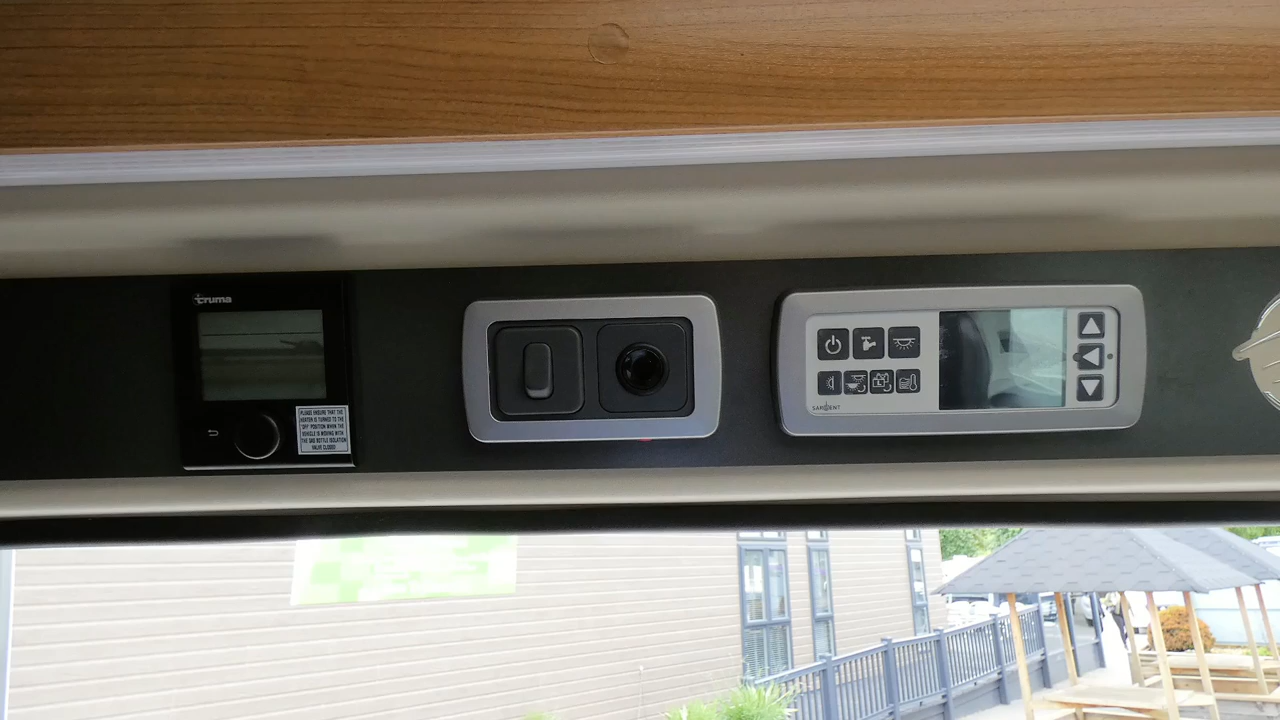 truma
PLEASE ENSURE THAT THE
HEATER IS TURNED TO THE
"OFF" POSITION WHEN THE
VEHICLE IS MOVING WITH
THE GAS BOTTLE ISOLATION
VALVE CLOSED
SARGENT